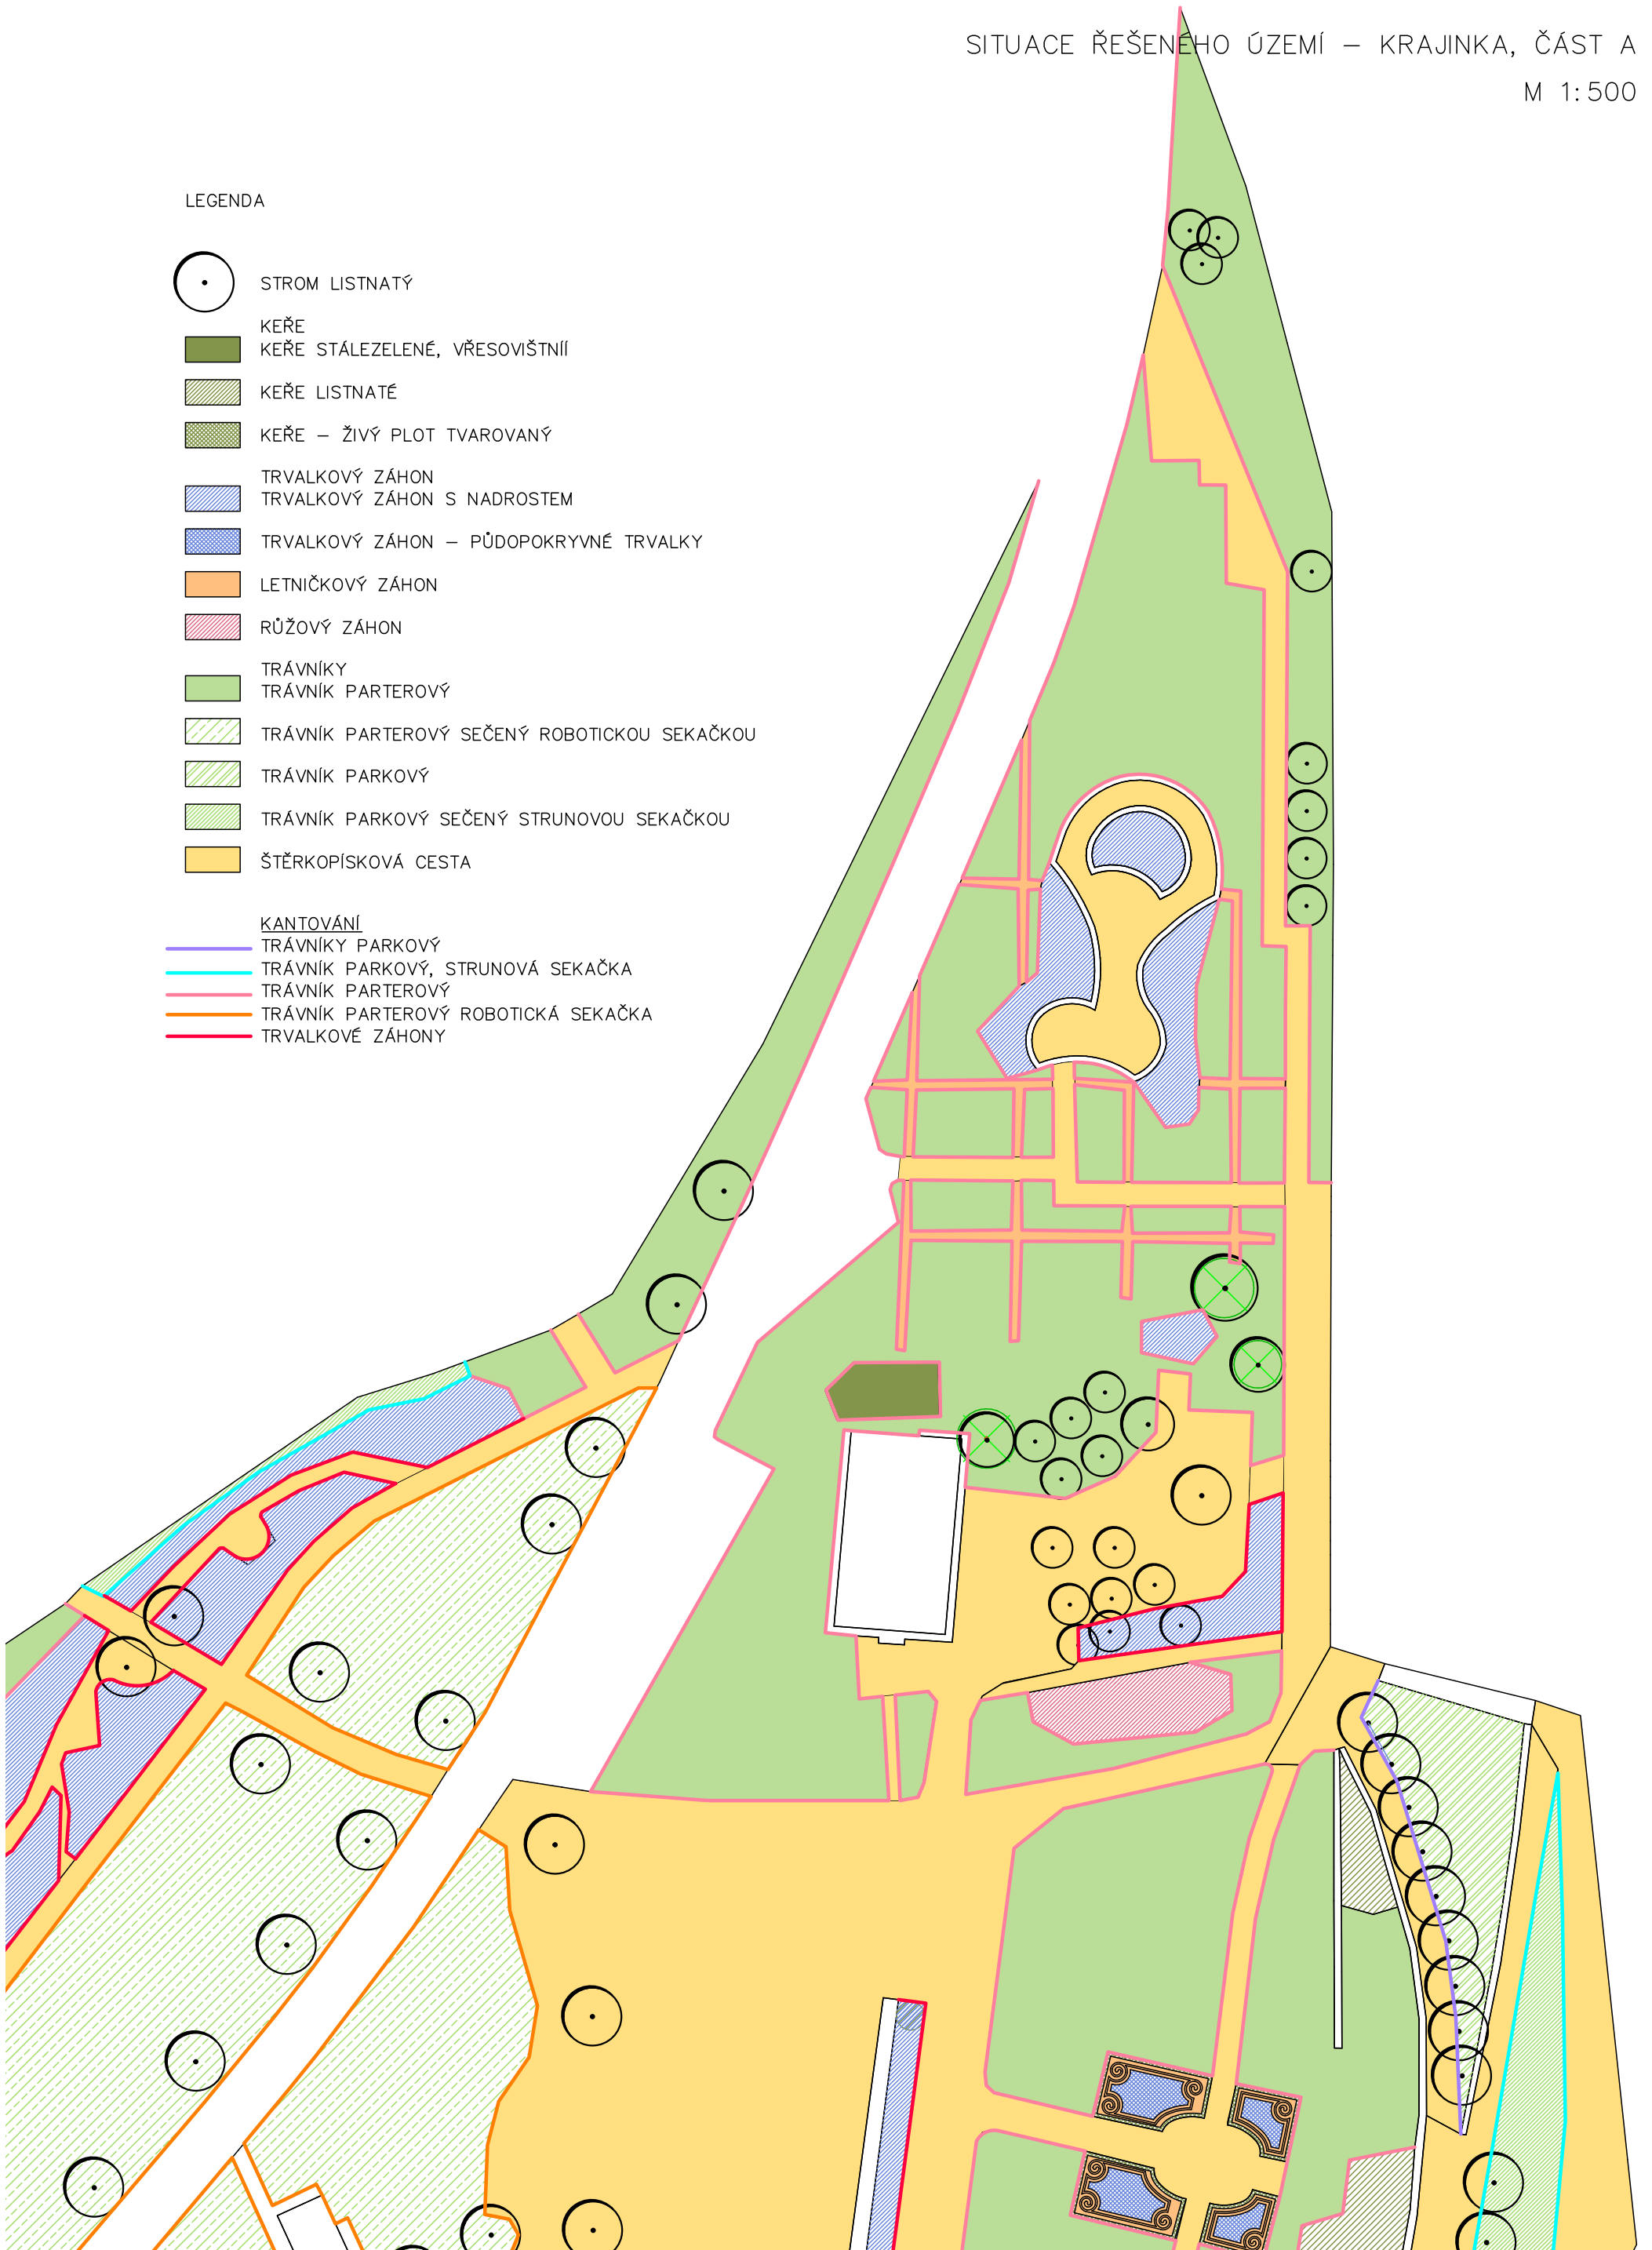 SITUACE ŘEŠENÉHO ÚZEMÍ – KRAJINKA, ČÁST A
M 1:500
LEGENDA
STROM LISTNATÝ
KEŘE
KEŘE STÁLEZELENÉ, VŘESOVIŠTNÍÍ
KEŘE LISTNATÉ
KEŘE – ŽIVÝ PLOT TVAROVANÝ
TRVALKOVÝ ZÁHON
TRVALKOVÝ ZÁHON S NADROSTEM
TRVALKOVÝ ZÁHON – PŮDOPOKRYVNÉ TRVALKY
LETNIČKOVÝ ZÁHON
RŮŽOVÝ ZÁHON
TRÁVNÍKY
TRÁVNÍK PARTEROVÝ
TRÁVNÍK PARTEROVÝ SEČENÝ ROBOTICKOU SEKAČKOU
TRÁVNÍK PARKOVÝ
TRÁVNÍK PARKOVÝ SEČENÝ STRUNOVOU SEKAČKOU
ŠTĚRKOPÍSKOVÁ CESTA
KANTOVÁNÍ
TRÁVNÍKY PARKOVÝ
TRÁVNÍK PARKOVÝ, STRUNOVÁ SEKAČKA
TRÁVNÍK PARTEROVÝ
TRÁVNÍK PARTEROVÝ ROBOTICKÁ SEKAČKA
TRVALKOVÉ ZÁHONY